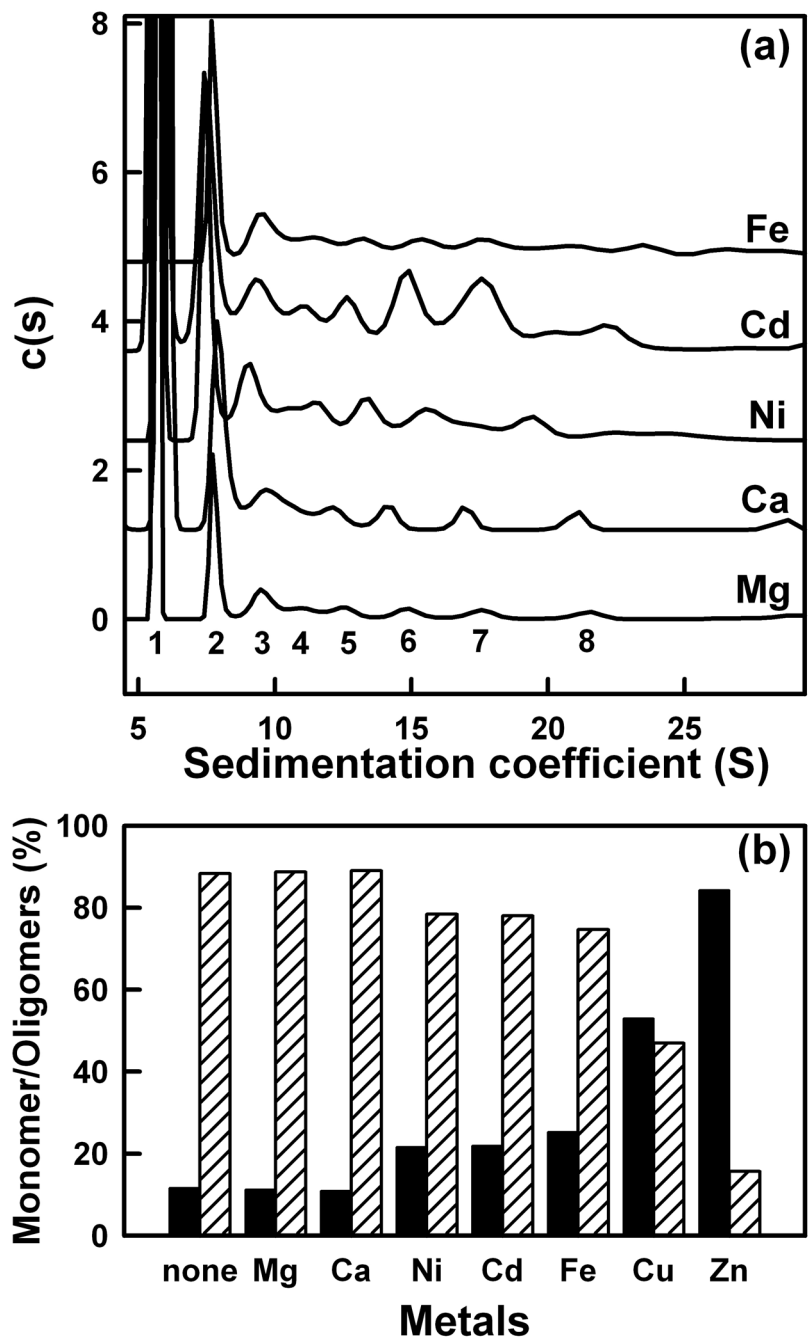 (a)
8
6
4
2
0
c(s)
Fe
Cd
Ni
Ca
Mg
1 2 3 4 5 6 7 8
5 10 15 20 25
Sedimentation coefficient (S)
(b)
100
80
60
40
20
0
Monomer/Oligomers (%)
none Mg Ca Ni Cd Fe Cu Zn
Metals